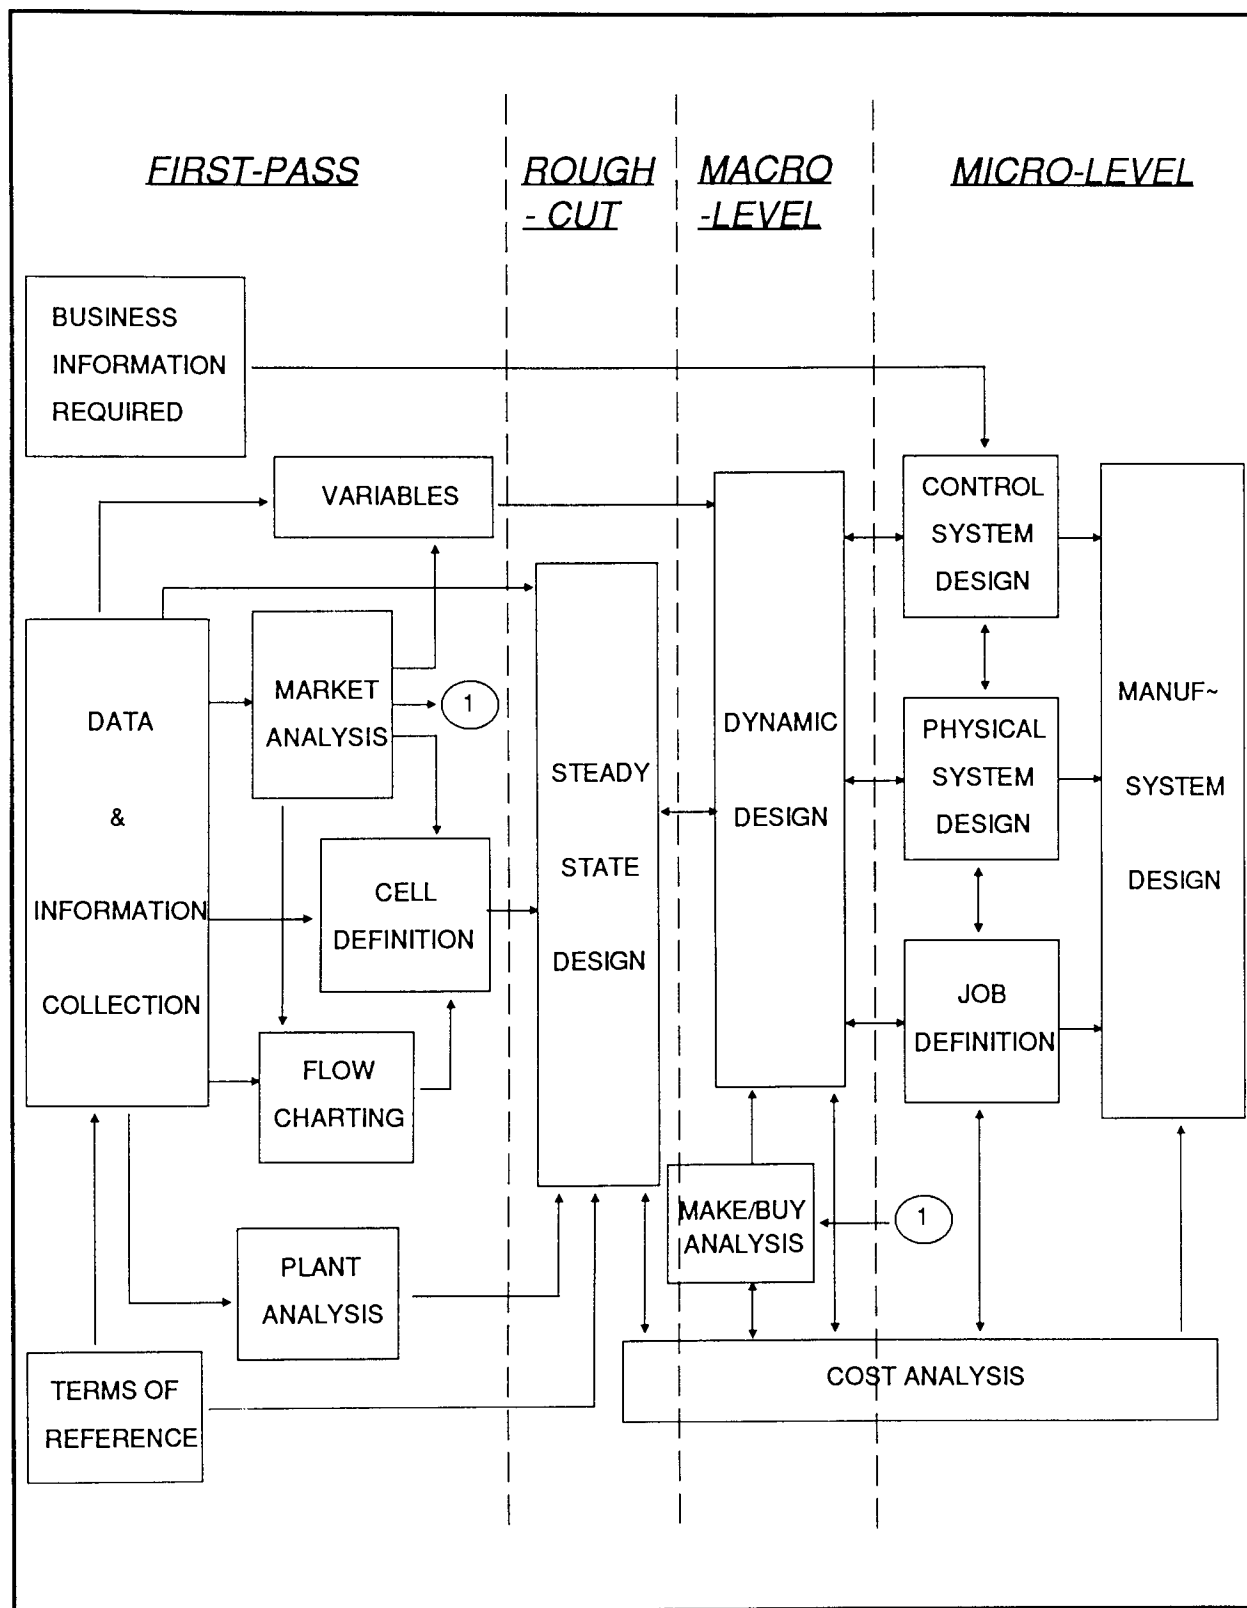 FIRST-PASS
ROUGH
- CUT
MACRO
-LEVEL
MICRO-LEVEL
BUSINESS
INFORMATION
REQUIRED
VARIABLES
DATA
&
INFORMATION
COLLECTION
MARKET
ANALYSIS
1
CELL
DEFINITION
FLOW
CHARTING
PLANT
ANALYSIS
TERMS OF
REFERENCE
STEADY
STATE
DESIGN
DYNAMIC
DESIGN
MAKE/BUY
ANALYSIS
1
CONTROL
SYSTEM
DESIGN
PHYSICAL
SYSTEM
DESIGN
JOB
DEFINITION
MANUF~
SYSTEM
DESIGN
COST ANALYSIS